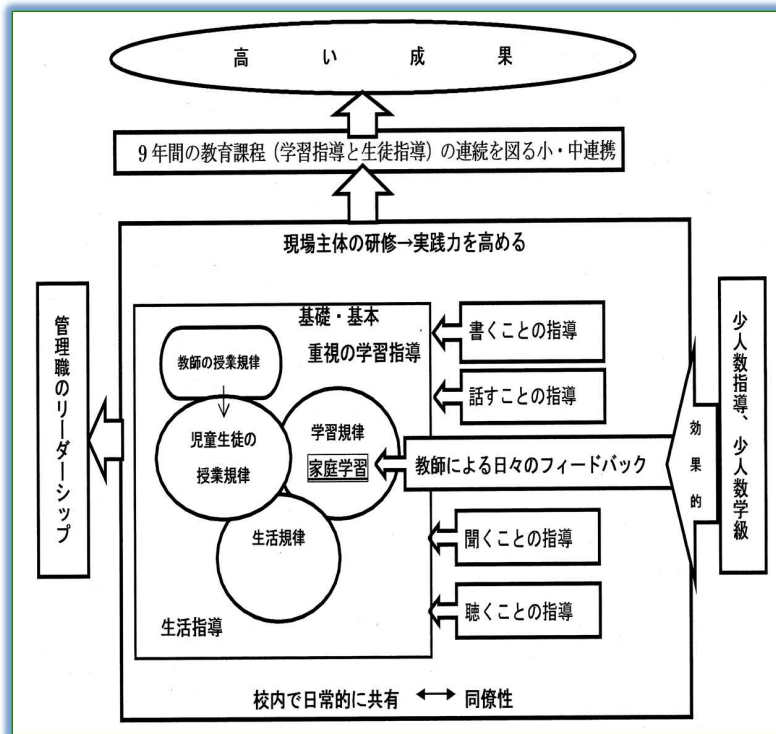 高い成果
9年間の教育課程(学習指導と生徒指導)の連続を図る小・中連携
現場主体の研修→実践力を高める
管理職のリーダーシップ
基礎・基本
重視の学習指導
教師の授業規律
児童生徒の
授業規律
学習規律
家庭学習
生活規律
生活指導
書くことの指導
話すことの指導
教師による日々のフィードバック
聞くことの指導
聴くことの指導
効果的
少人数指導、少人数学級
校内で日常的に共有 ↔ 同僚性